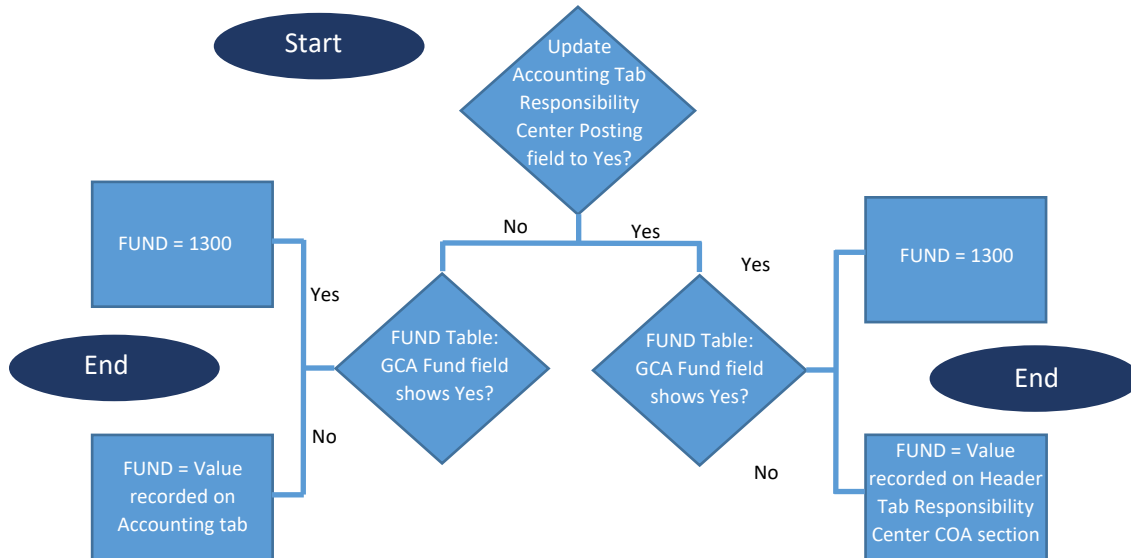 Start
Update
Accounting Tab
Responsibility
Center Posting
field to Yes?
No
Yes
FUND = 1300
Yes
FUND Table:
GCA Fund field
shows Yes?
End
No
FUND = Value
recorded on
Accounting tab
Yes
FUND = 1300
FUND Table:
GCA Fund field
shows Yes?
End
No
FUND = Value
recorded on Header
Tab Responsibility
Center COA section